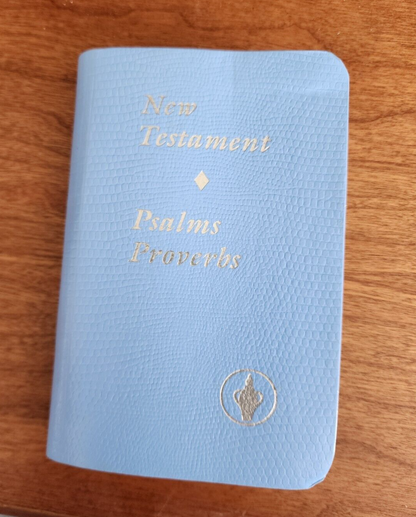 New
Testament
Psalms
Proverbs